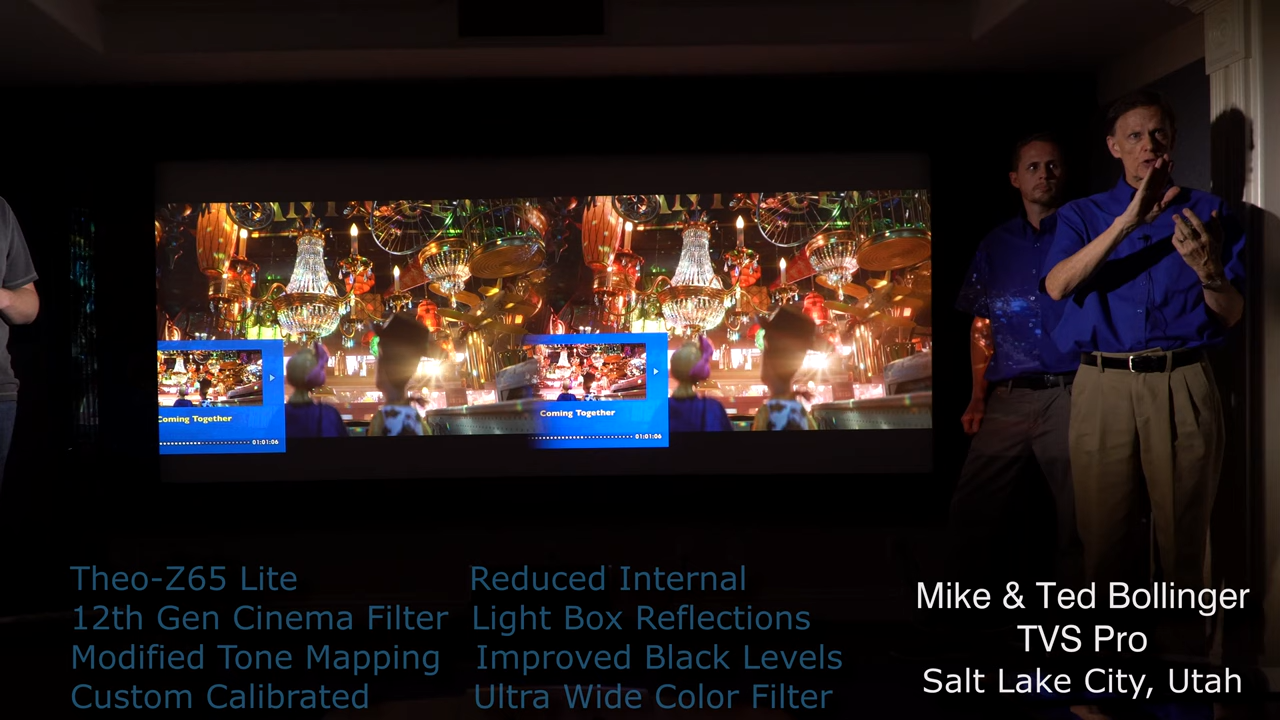 Coming Together
01:01:06
Coming Together
01:01:06
Theo-Z65 Lite
12th Gen Cinema Filter
Modified Tone Mapping
Custom Calibrated
Reduced Internal
Light Box Reflections
Improved Black Levels
Ultra Wide Color Filter
Mike & Ted Bollinger
TVS Pro
Salt Lake City, Utah